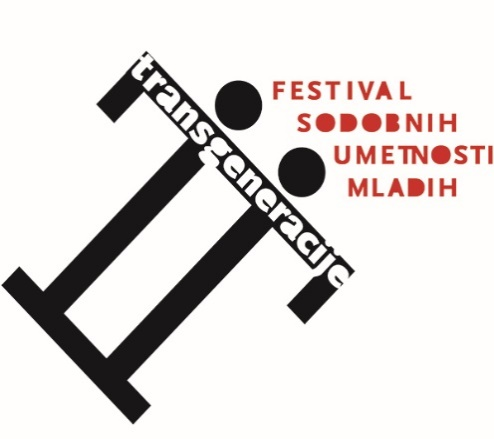 transgeneracije
FESTIVAL
SODOBNIH
UMETNOSTI
MLADIH